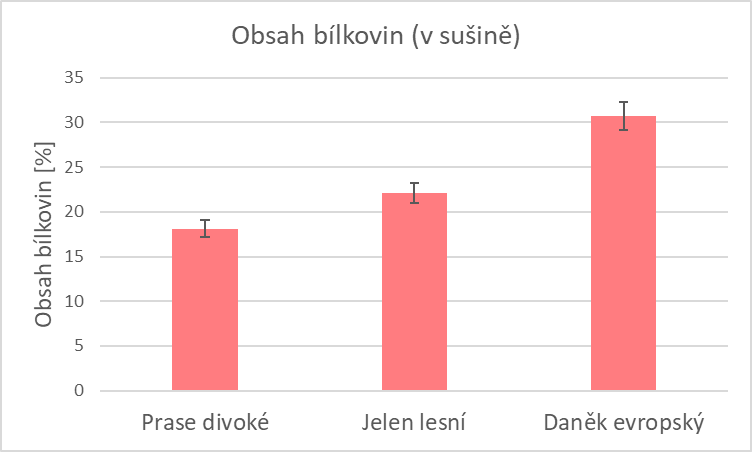 Obsah bílkovin (v sušině)
Obsah bílkovin [%]
35
30
25
20
15
10
5
0
Prase divoké
Jelen lesní
Daněk evropský